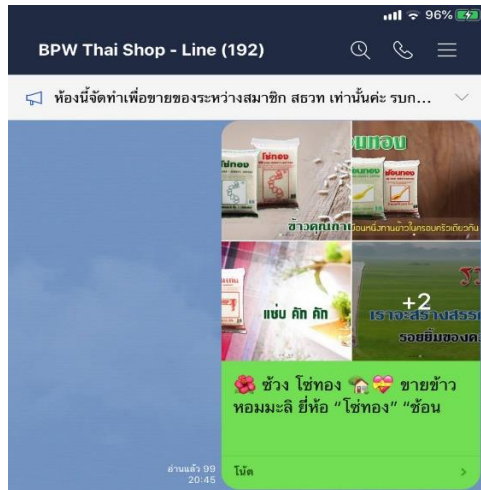 96%
BPW Thai Shop - Line (192)
ห้องนี้จัดทำเพื่อขายของระหว่างสมาชิก สธวท เท่านั้นค่ะ รบก...
โซ่ทอง
ข้าวคุณภา
เราจะสร้างสรร
แซ่บ คัก คัก
+2
รอยยิ้มของค
🌺 ช้วง โซ่ทอง 🏡💝 ขายข้าว
หอมมะลิ ยี่ห้อ “โซ่ทอง” “ช้อน
อ่านแล้ว 99
20:45
โน้ต